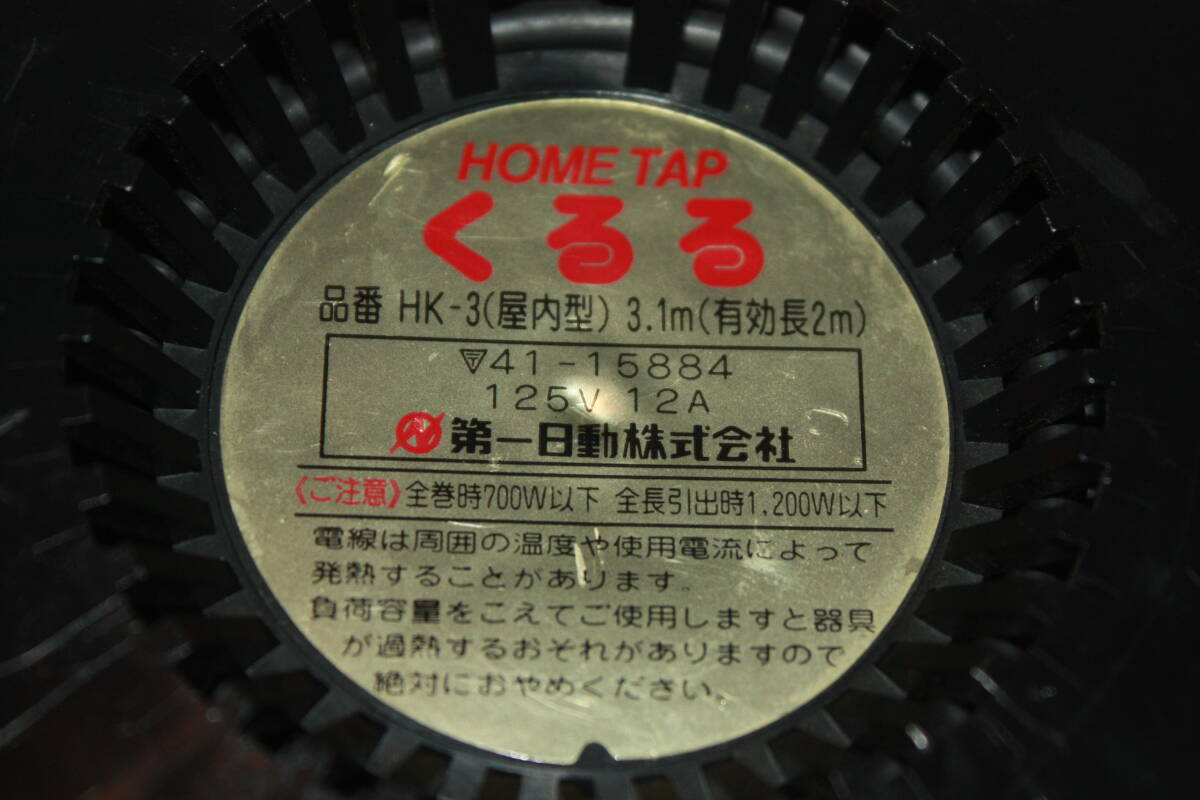 HOME TAP
くるる
品番 HK-3(屋内型) 3.1m(有効長2m)
41-15884
125V 12A
第一日動株式会社
〈ご注意〉全巻時700W以下 全長引出時1,200W以下
電線は周囲の温度や使用電流によって
発熱することがあります。
負荷容量をこえてご使用しますと器具
が過熱するおそれがありますので
絶対におやめください。